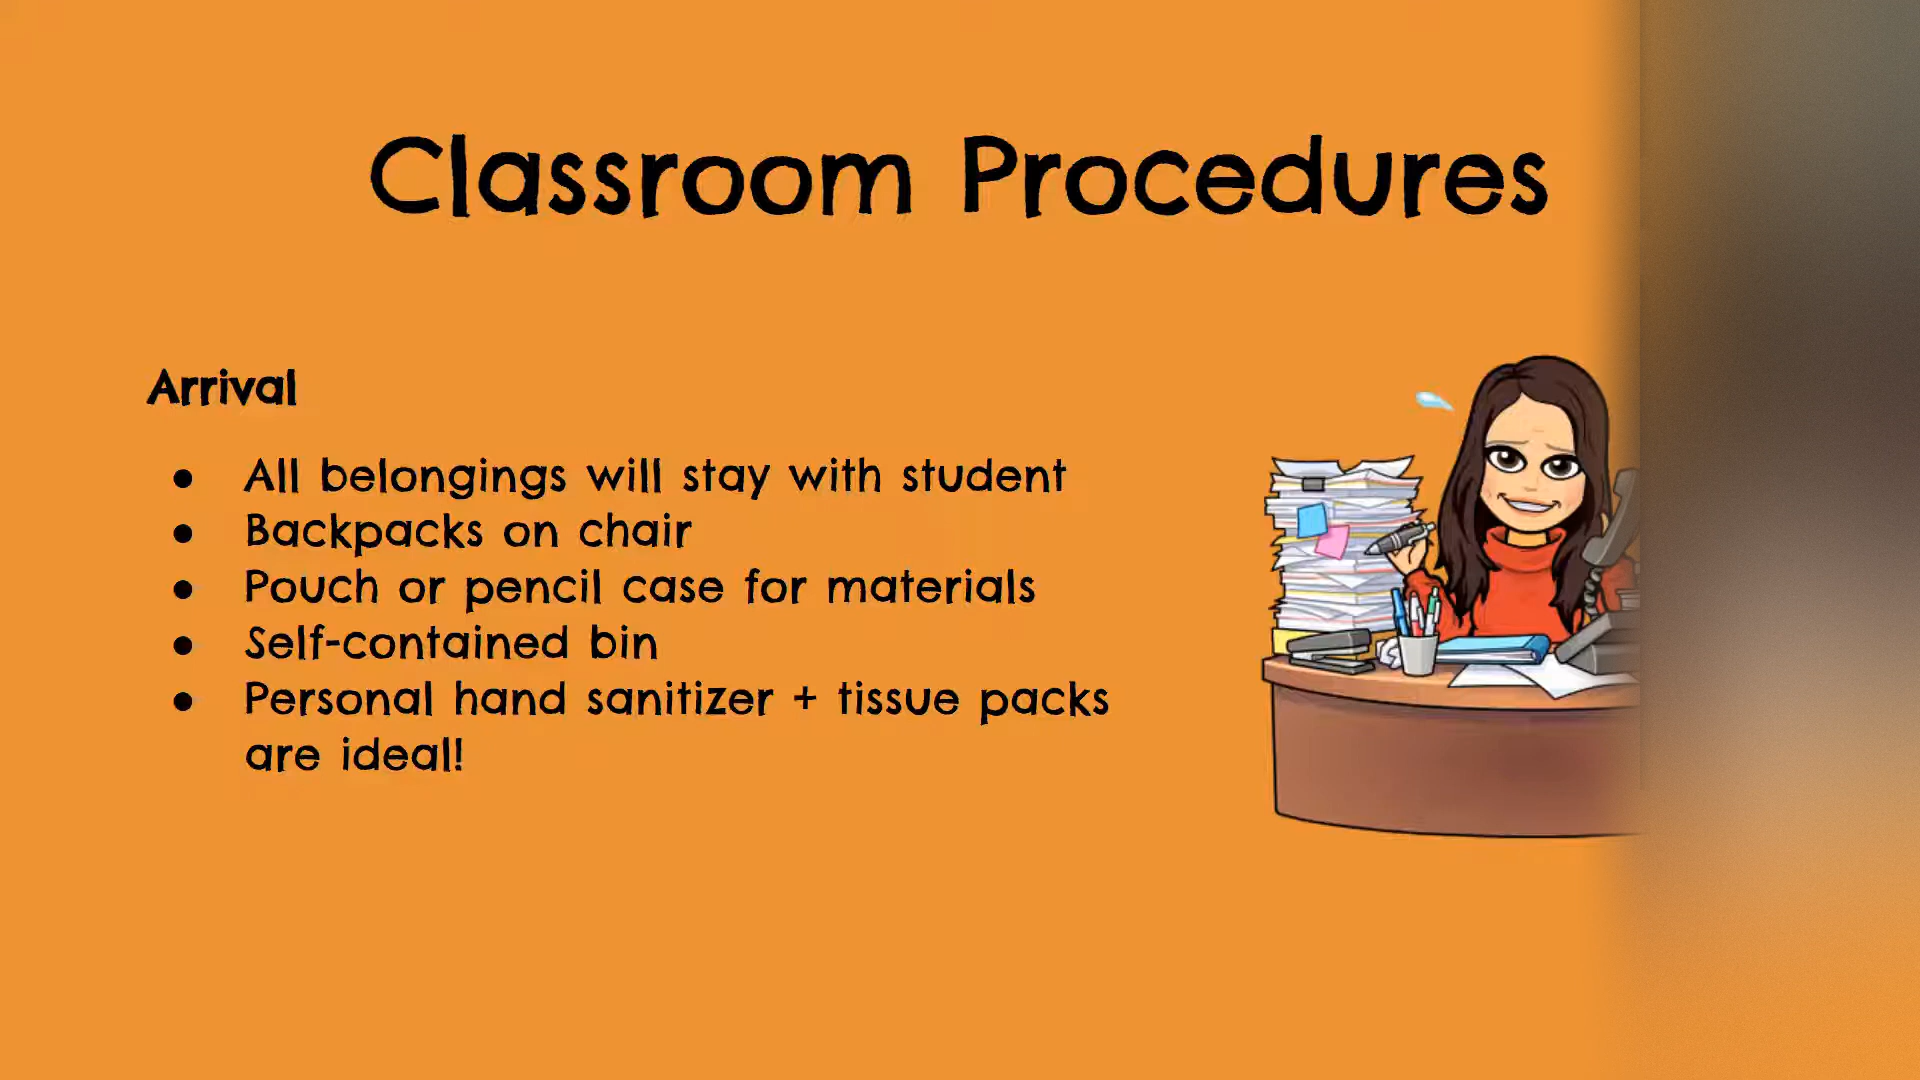 Classroom Procedures
Arrival
● All belongings will stay with student
● Backpacks on chair
● Pouch or pencil case for materials
● Self-contained bin
● Personal hand sanitizer + tissue packs
are ideal!